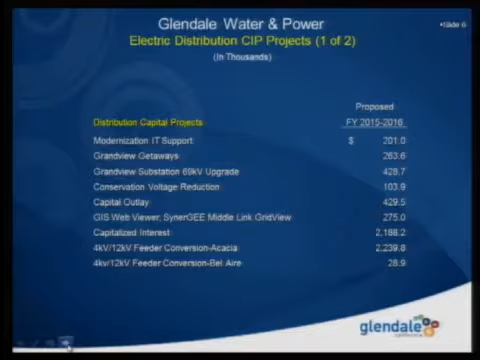 Glendale Water & Power
•Slide 6
Electric Distribution CIP Projects (1 of 2)
(In Thousands)
Proposed
Distribution Capital Projects FY 2015-2016
Modernization IT Support $ 201.0
Grandview Getaways 263.6
Grandview Substation 69kV Upgrade 428.7
Conservation Voltage Reduction 103.9
Capital Outlay 429.5
GIS Web Viewer, SynerGEE Middle Link GridView 275.0
Capitalized Interest 2,188.2
4kV/12kV Feeder Conversion-Acacia 2,239.8
4kv/12kV Feeder Conversion-Bel Aire 28.9
glendale
california